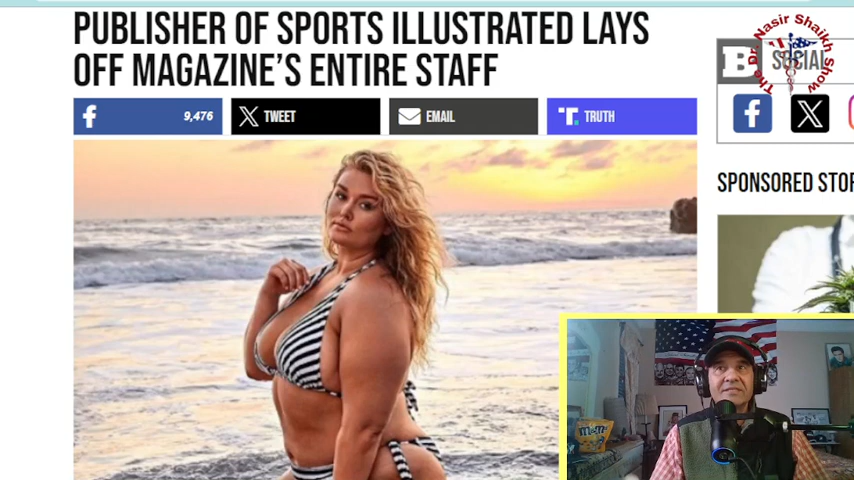 PUBLISHER OF SPORTS ILLUSTRATED LAYS
OFF MAGAZINE'S ENTIRE STAFF
The Dr. Nasir Shaikh Show
B SOCIAL
f 9,476
X TWEET
EMAIL
T. TRUTH
f X
SPONSORED STOR
m&m's